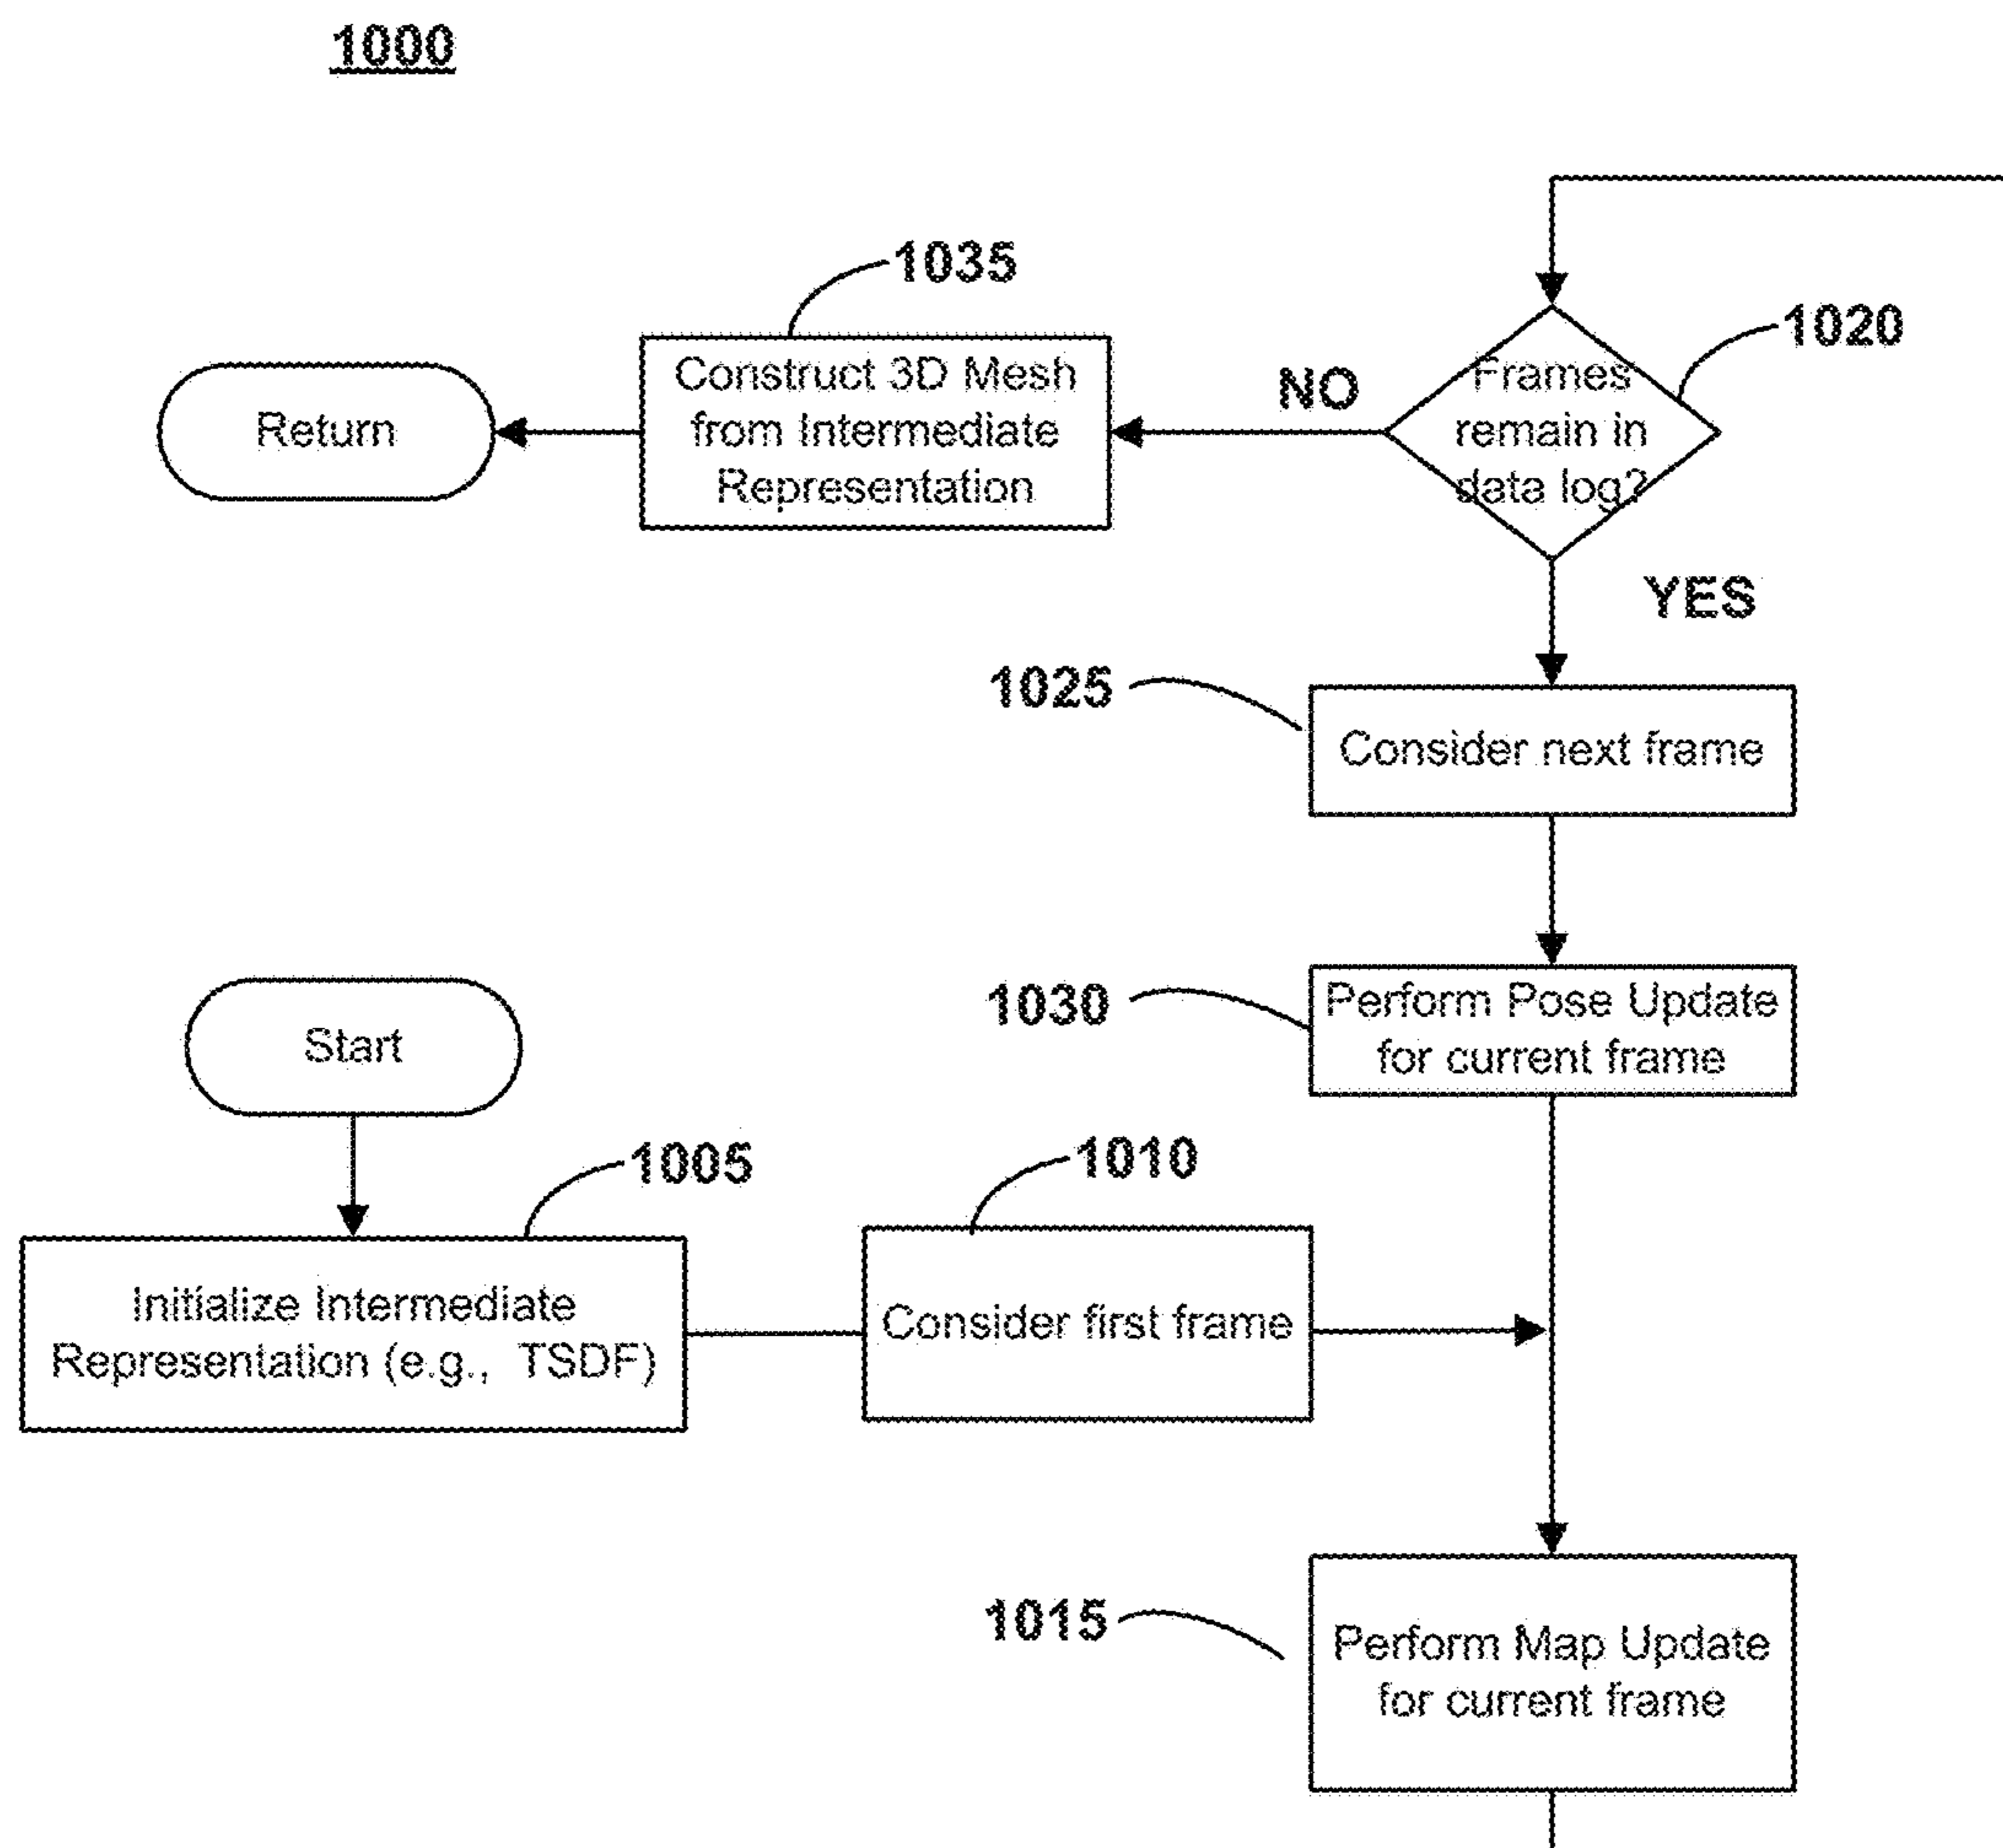 1000
1035
Construct 3D Mesh
from Intermediate
Representation
Return
NO
1020
Frames
remain in
data log?
YES
1025
Consider next frame
1030
Perform Pose Update
for current frame
Start
1005
Initialize Intermediate
Representation (e.g., TSDF)
1010
Consider first frame
1015
Perform Map Update
for current frame